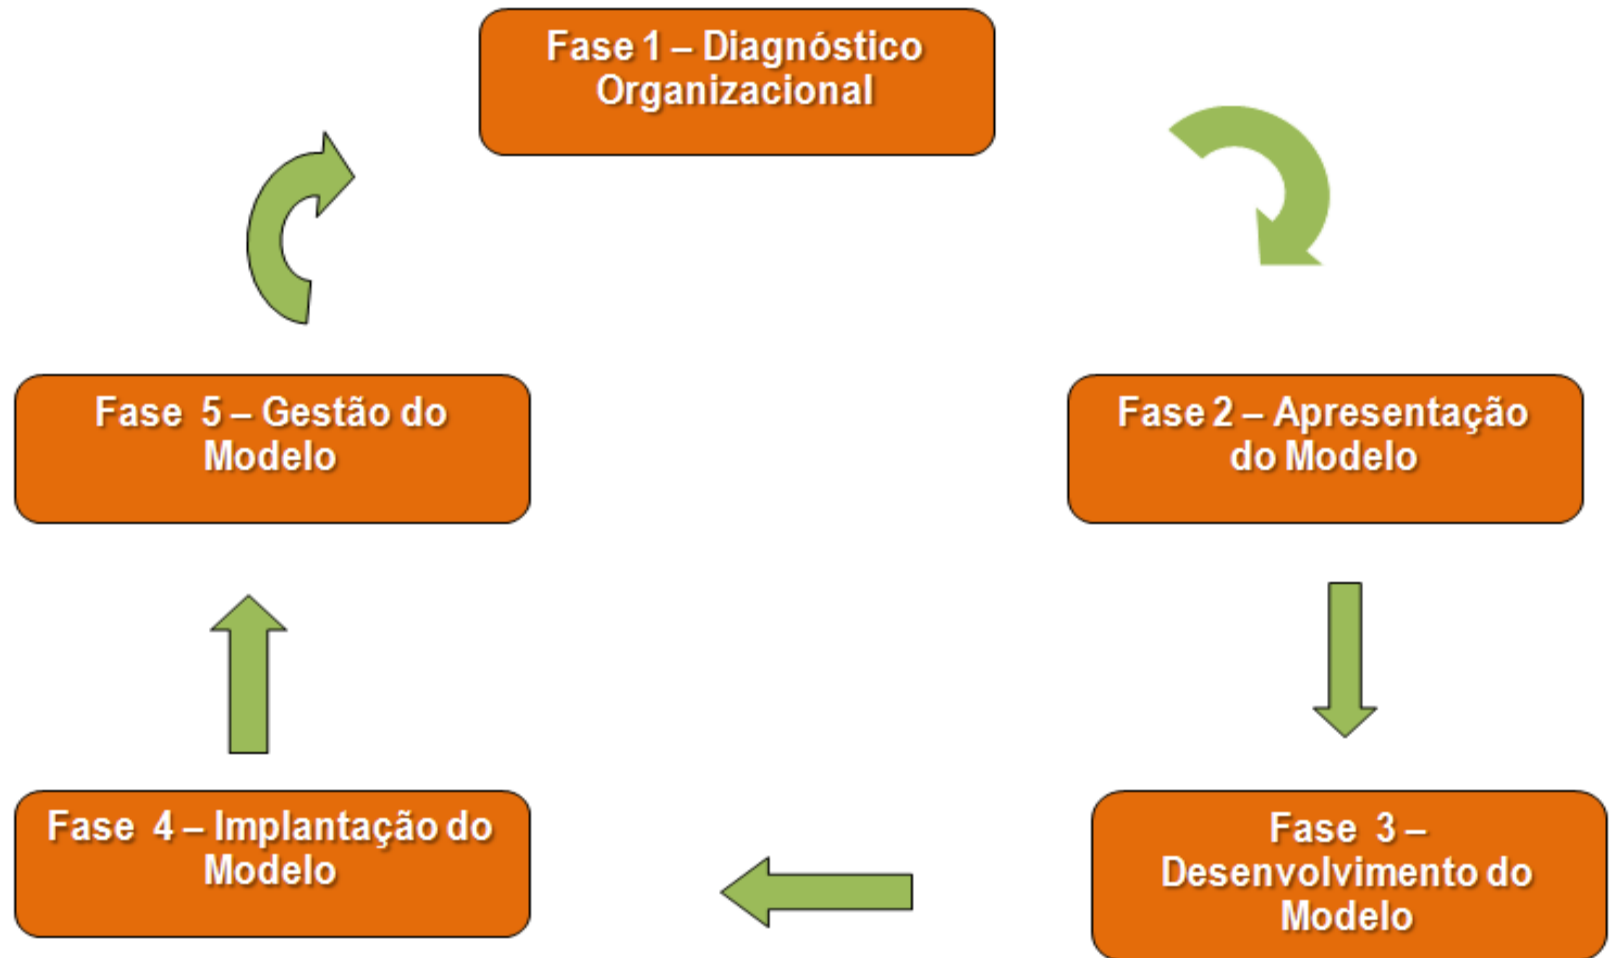 Fase 1 – Diagnóstico
Organizacional
Fase 2 – Apresentação
do Modelo
Fase 3 –
Desenvolvimento do
Modelo
Fase 4 – Implantação do
Modelo
Fase 5 – Gestão do
Modelo